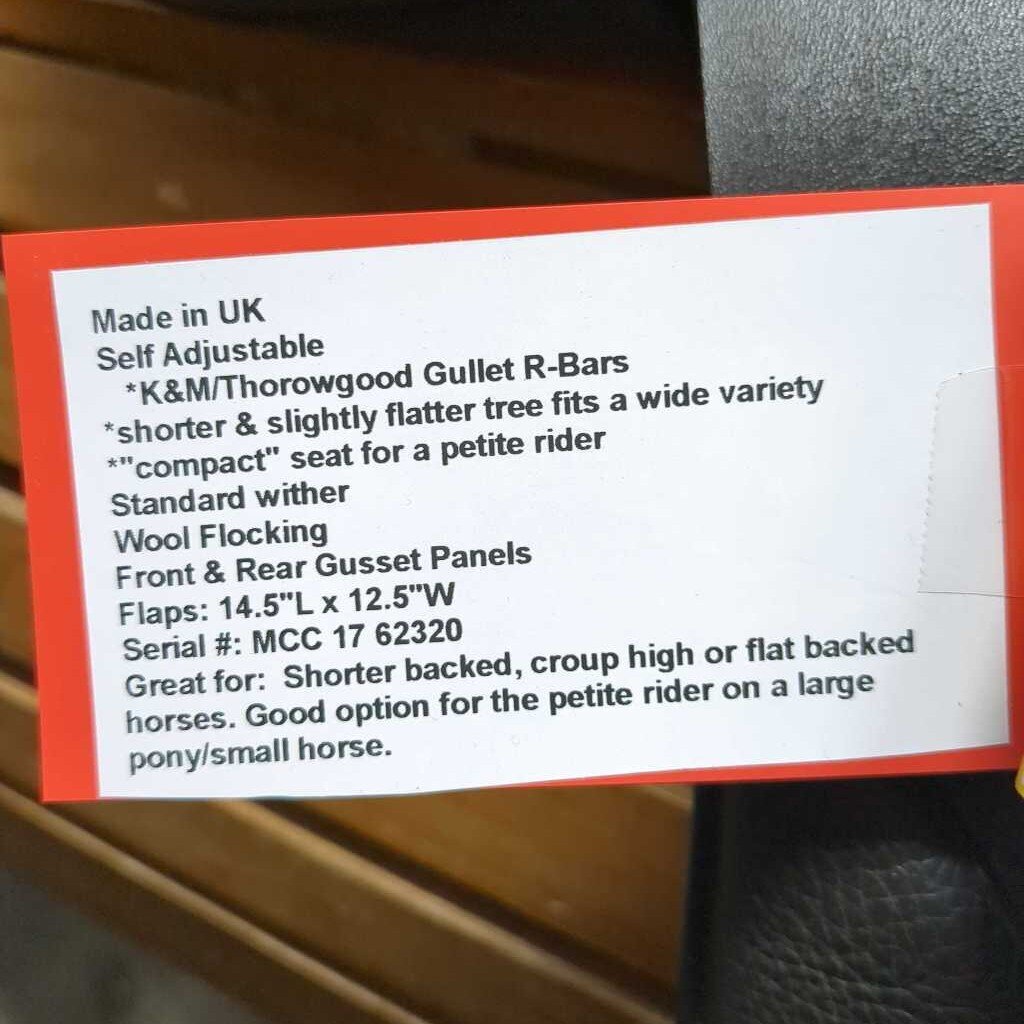 Made in UK
Self Adjustable
*K&M/Thorowgood Gullet R-Bars
*shorter & slightly flatter tree fits a wide variety
*"compact" seat for a petite rider
Standard wither
Wool Flocking
Front & Rear Gusset Panels
Flaps: 14.5"L x 12.5"W
Serial #: MCC 17 62320
Great for:  Shorter backed, croup high or flat backed
horses. Good option for the petite rider on a large
pony/small horse.